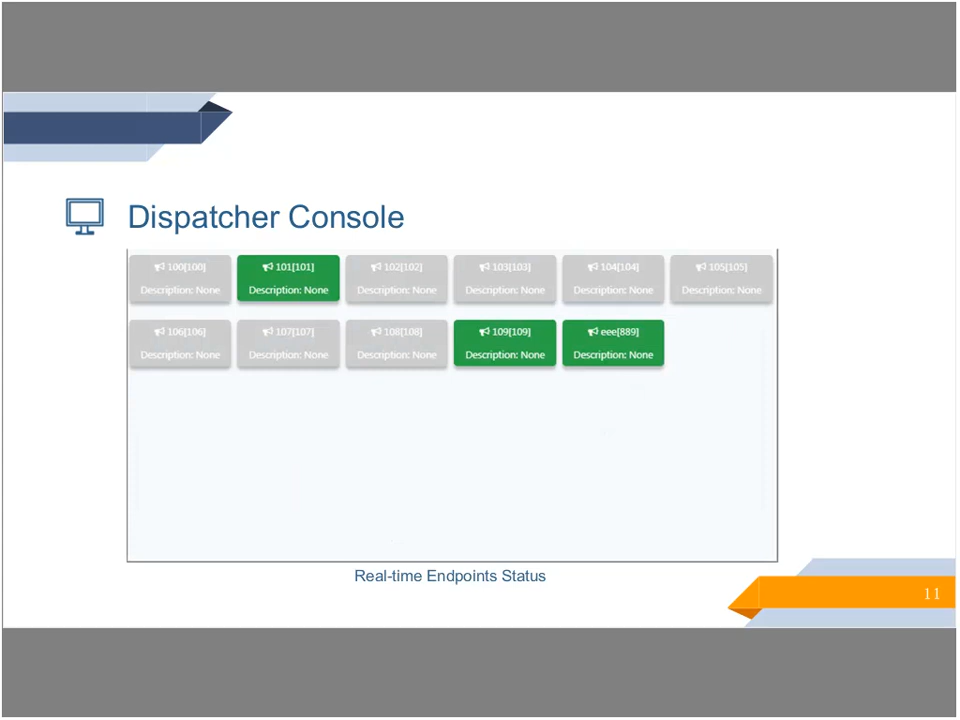 Dispatcher Console
100[100] 101[101] 102[102] 103[103] 104[104] 105[105]
Description: None Description: None Description: None Description: None Description: None Description: None
106[106] 107[107] 108[108] 109[109] eee[889]
Description: None Description: None Description: None Description: None Description: None
Real-time Endpoints Status
11